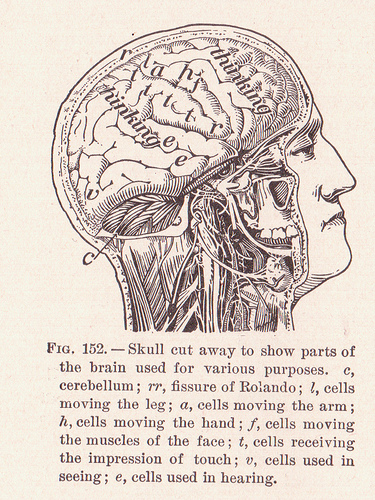 r l a h f thinking
t t t t r
thinking e
e
v
c
FIG. 152. — Skull cut away to show parts of
the brain used for various purposes. c,
cerebellum; rr, fissure of Rolando; l, cells
moving the leg; a, cells moving the arm;
h, cells moving the hand; f, cells moving
the muscles of the face; t, cells receiving
the impression of touch; v, cells used in
seeing; e, cells used in hearing.